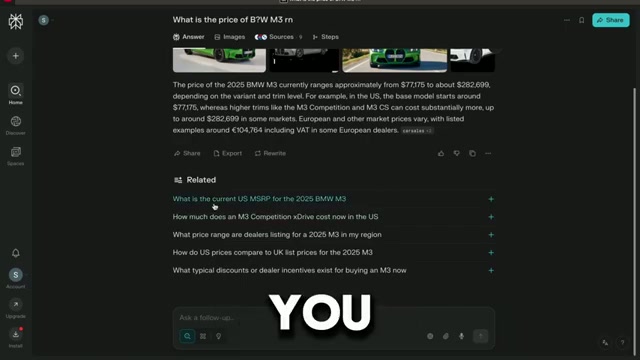 What is the price of B?W M3 rn
S
Answer
Images
Sources 9
Steps
Share
The price of the 2025 BMW M3 currently ranges approximately from $77,175 to about $282,699,
depending on the variant and trim level. For example, in the US, the base model starts around
$77,175, whereas higher trims like the M3 Competition and M3 CS can cost substantially more, up
to around $282,699 in some markets. European and other market prices vary, with listed
examples around €104,764 including VAT in some European dealers. carsales
Share
Export
Rewrite
Related
What is the current US MSRP for the 2025 BMW M3
How much does an M3 Competition xDrive cost now in the US
What price range are dealers listing for a 2025 M3 in my region
How do US prices compare to UK list prices for the 2025 M3
What typical discounts or dealer incentives exist for buying an M3 now
Home
Discover
Spaces
S
Account
Upgrade
Install
Ask a follow-up..
YOU